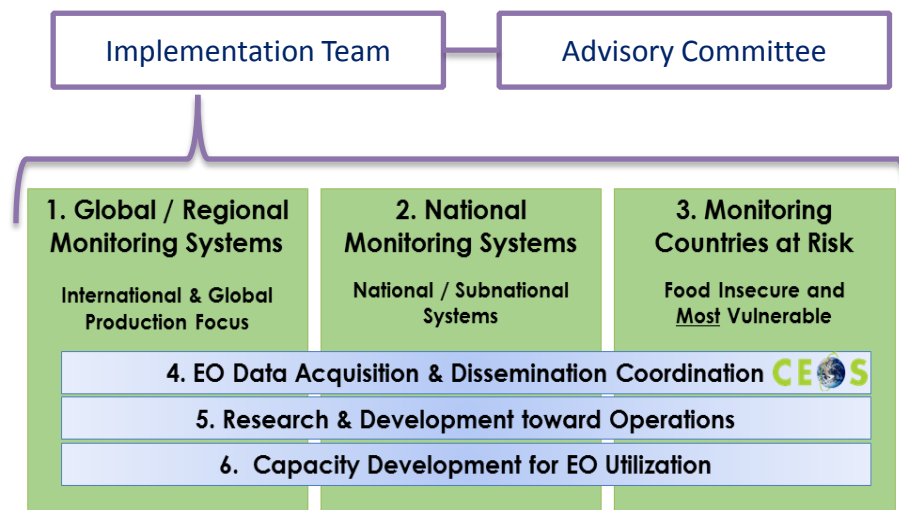 Implementation Team
Advisory Committee
1. Global / Regional
Monitoring Systems
International & Global
Production Focus
2. National
Monitoring Systems
National / Subnational
Systems
3. Monitoring
Countries at Risk
Food Insecure and
Most Vulnerable
4. EO Data Acquisition & Dissemination Coordination CEOS
5. Research & Development toward Operations
6. Capacity Development for EO Utilization